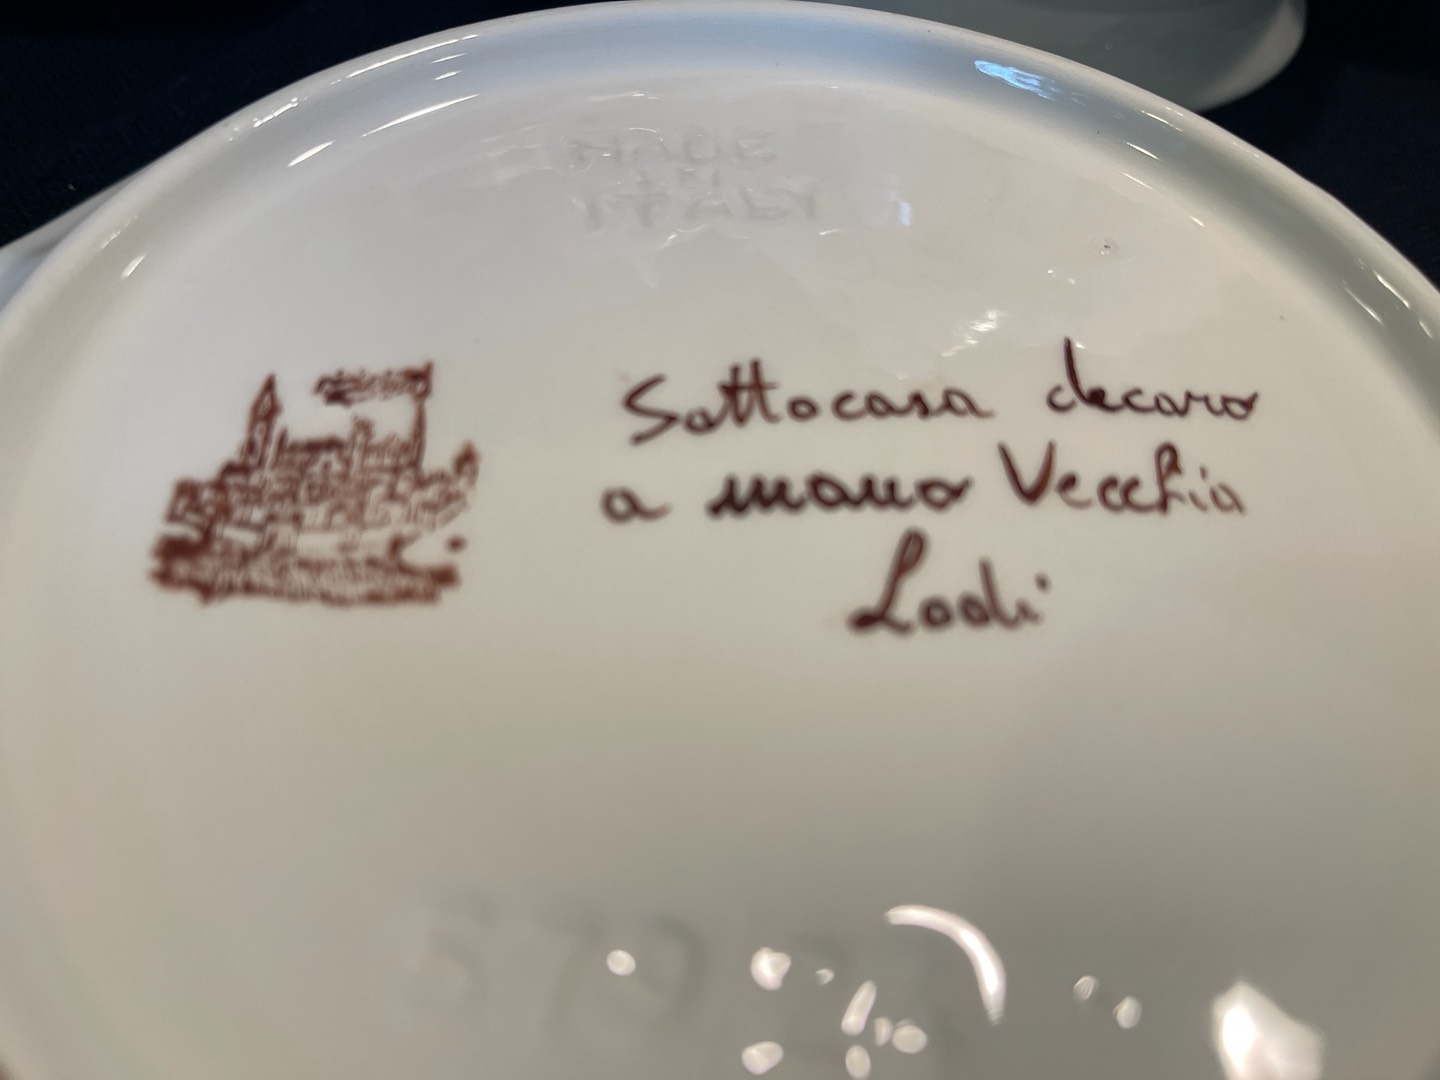 MADE
IN
ITALY
Sottocasa decoro
a mano Vecchia
Lodi